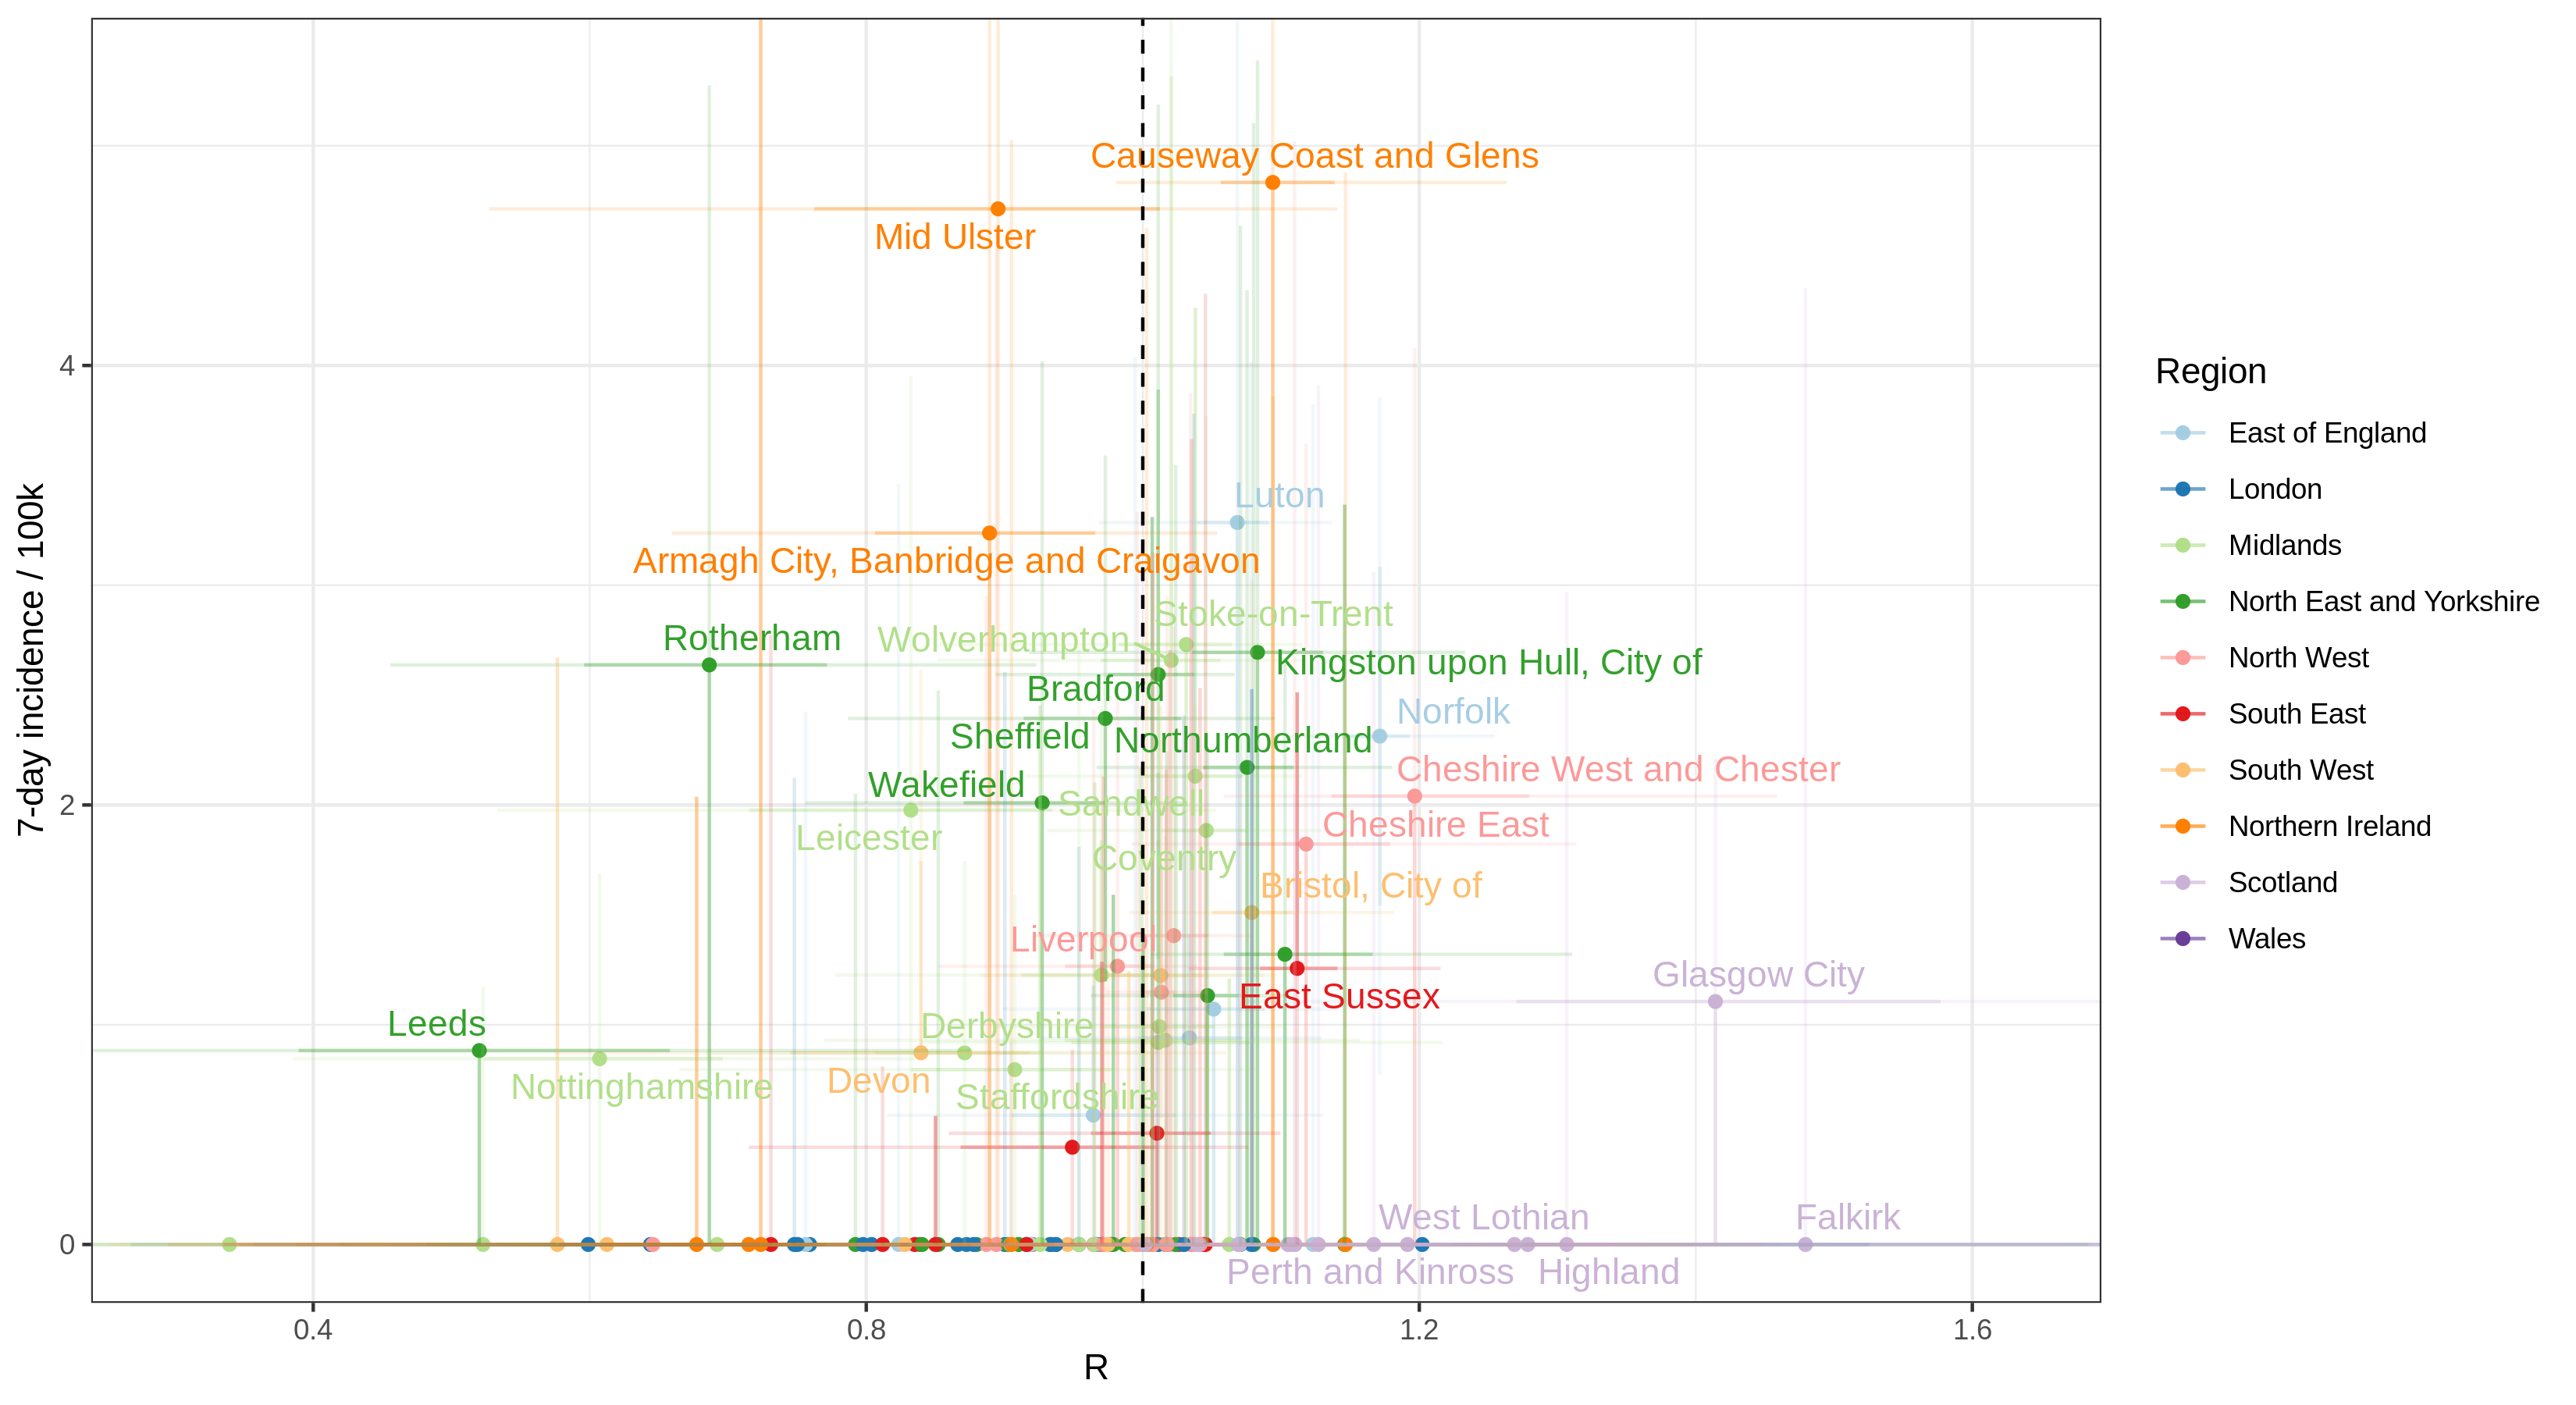 Causeway Coast and Glens
Mid Ulster
4
Luton
Armagh City, Banbridge and Craigavon
Stoke-on-Trent
Rotherham
Wolverhampton
Kingston upon Hull, City of
Bradford
Norfolk
Sheffield
Northumberland
Cheshire West and Chester
Wakefield
2
Sandwell
Leicester
Cheshire East
Coventry
Bristol, City of
Liverpool
Glasgow City
East Sussex
Leeds
Derbyshire
Nottinghamshire
Devon
Staffordshire
West Lothian
Falkirk
0
Perth and Kinross
Highland
0.4
0.8
1.2
1.6
R
7-day incidence / 100k
Region
East of England
London
Midlands
North East and Yorkshire
North West
South East
South West
Northern Ireland
Scotland
Wales